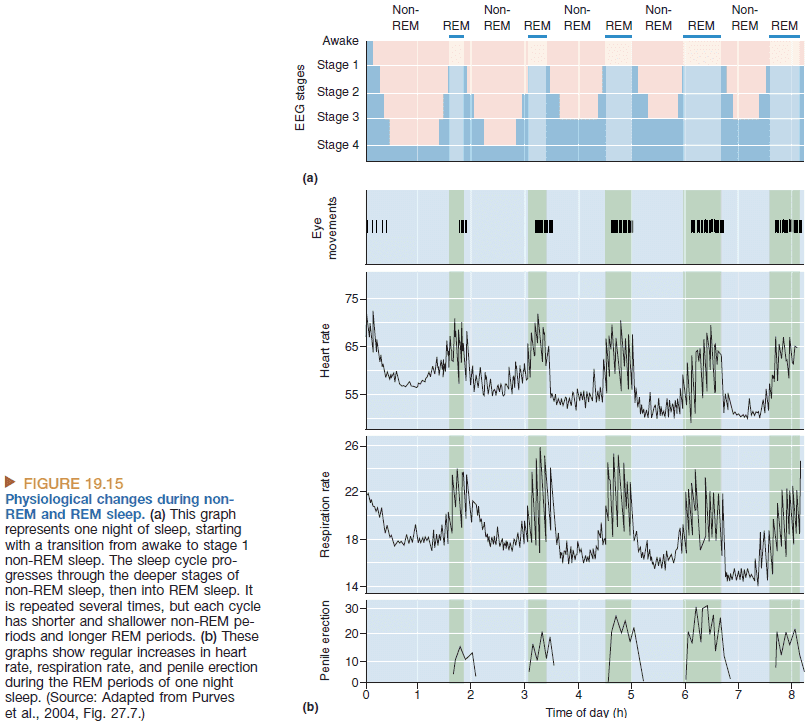 Non-
REM
REM
Non-
REM
REM
Non-
REM
REM
Non-
REM
REM
Non-
REM
REM
Awake
Stage 1
Stage 2
Stage 3
Stage 4
EEG stages
(a)
Eye
movements
75
65
55
Heart rate
26
22
18
14
Respiration rate
30
20
10
0
Penile erection
0 1 2 3 4 5 6 7 8
Time of day (h)
(b)
FIGURE 19.15
Physiological changes during non-
REM and REM sleep. (a) This graph
represents one night of sleep, starting
with a transition from awake to stage 1
non-REM sleep. The sleep cycle pro-
gresses through the deeper stages of
non-REM sleep, then into REM sleep. It
is repeated several times, but each cycle
has shorter and shallower non-REM pe-
riods and longer REM periods. (b) These
graphs show regular increases in heart
rate, respiration rate, and penile erection
during the REM periods of one night
sleep. (Source: Adapted from Purves
et al., 2004, Fig. 27.7.)